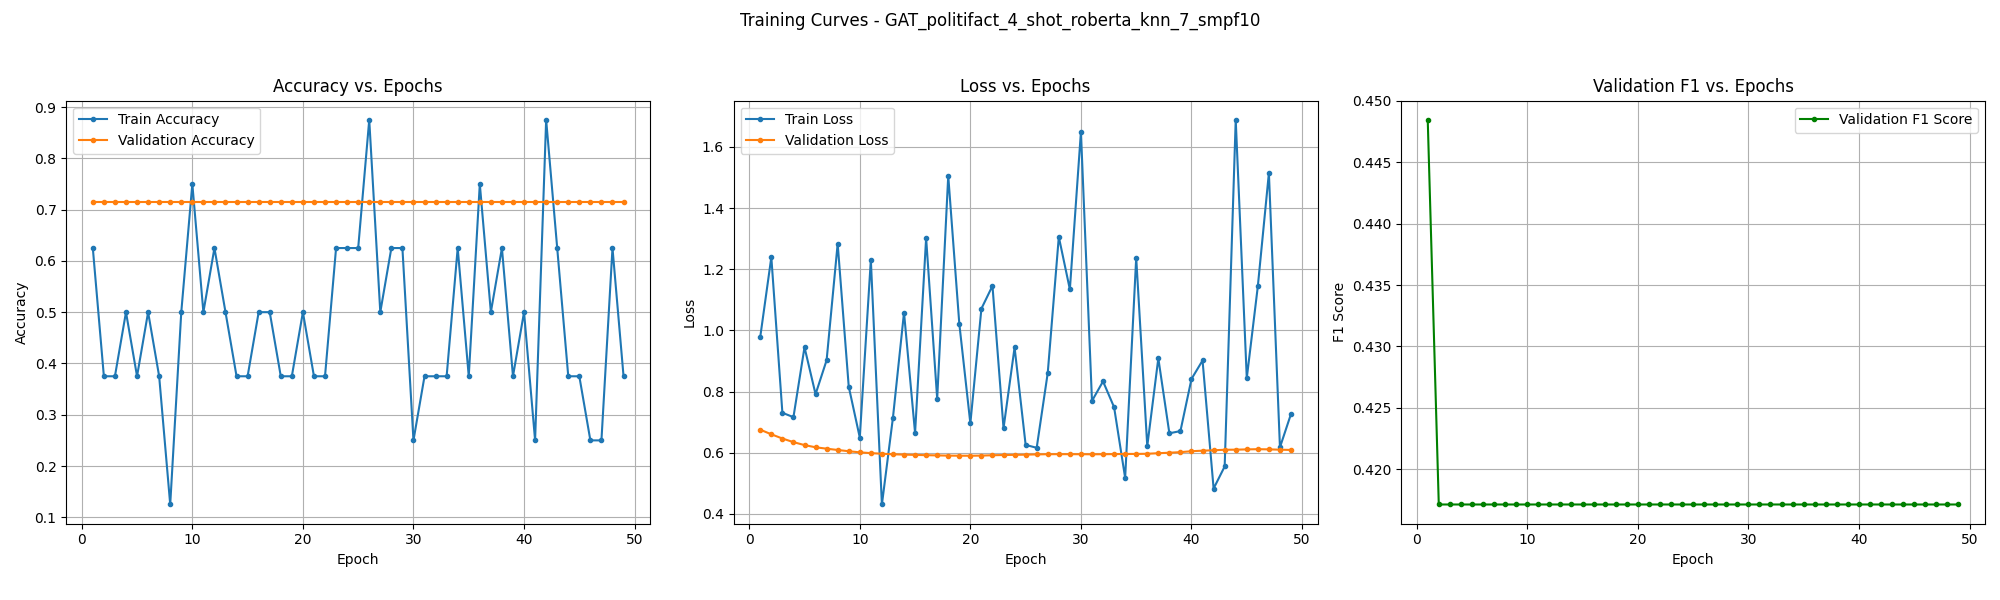 Training Curves - GAT_politifact_4_shot_roberta_knn_7_smpf10
Accuracy vs. Epochs
Train Accuracy
Validation Accuracy
Accuracy
0.9
0.8
0.7
0.6
0.5
0.4
0.3
0.2
0.1
0
10
20
30
40
50
Epoch
Loss vs. Epochs
Train Loss
Validation Loss
Loss
1.6
1.4
1.2
1.0
0.8
0.6
0.4
0
10
20
30
40
50
Epoch
Validation F1 vs. Epochs
Validation F1 Score
F1 Score
0.450
0.445
0.440
0.435
0.430
0.425
0.420
0
10
20
30
40
50
Epoch